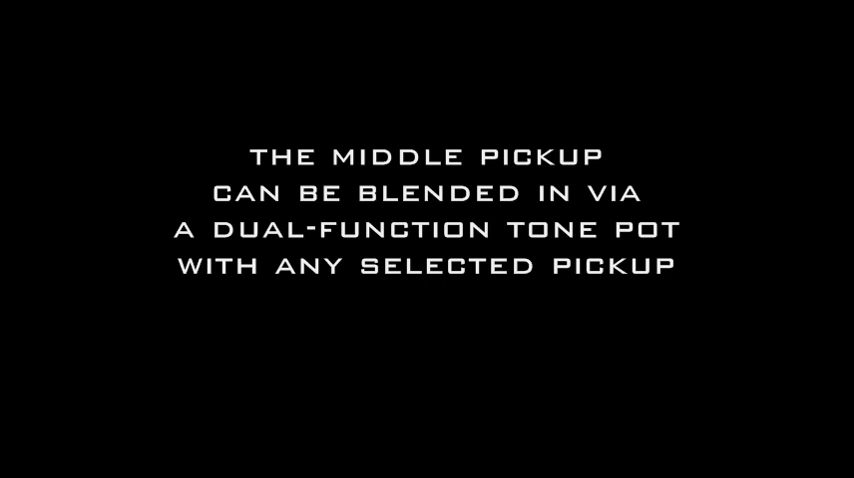 THE MIDDLE PICKUP
CAN BE BLENDED IN VIA
A DUAL-FUNCTION TONE POT
WITH ANY SELECTED PICKUP